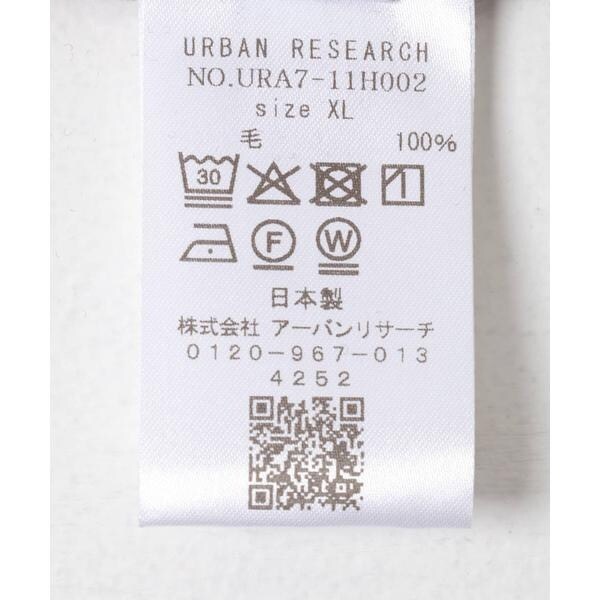 URBAN RESEARCH
NO.URA7-11H002
size XL
毛 100%
30
F W
日本製
株式会社 アーバンリサーチ
0120-967-013
4252